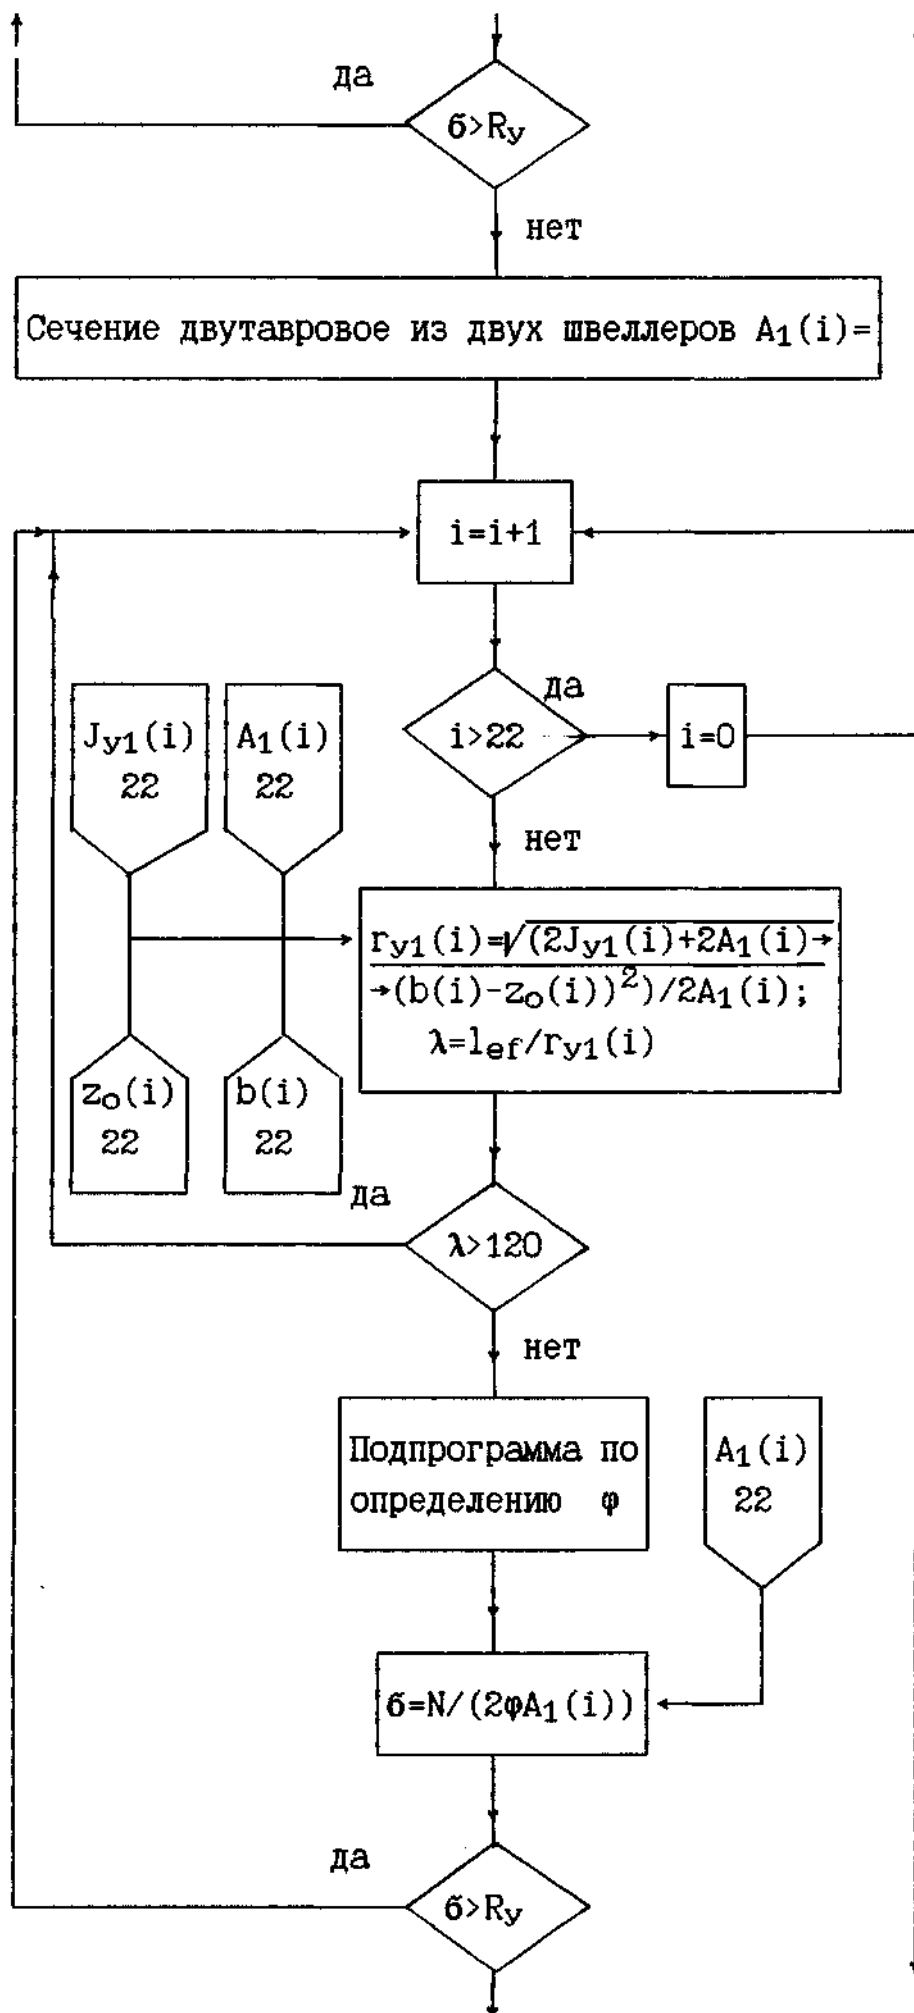 да
б>Ry
нет
Сечение двутавровое из двух швеллеров A1(i)=
i=i+1
да
i>22
i=0
Jy1(i)
22
A1(i)
22
нет
ry1(i)=√(2Jy1(i)+2A1(i)→
→(b(i)-zo(i))²)/2A1(i);
λ=lef/ry1(i)
zo(i)
22
b(i)
22
да
λ>120
нет
Подпрограмма по
определению φ
A1(i)
22
б=N/(2φA1(i))
да
б>Ry